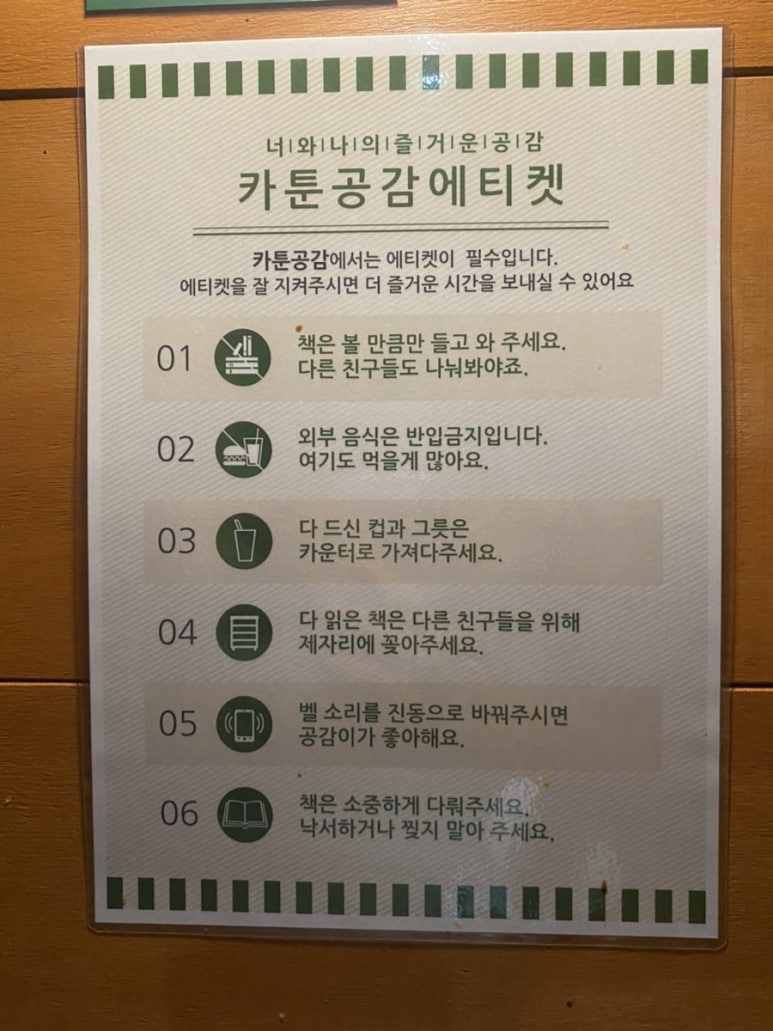 너|와|나|의|즐|거|운|공|감
카툰공감에티켓
카툰공감에서는 에티켓이 필수입니다.
에티켓을 잘 지켜주시면 더 즐거운 시간을 보내실 수 있어요
01
책은 볼 만큼만 들고 와 주세요.
다른 친구들도 나눠봐야죠.
02
외부 음식은 반입금지입니다.
여기도 먹을게 많아요.
03
다 드신 컵과 그릇은
카운터로 가져다주세요.
04
다 읽은 책은 다른 친구들을 위해
제자리에 꽂아주세요.
05
벨 소리를 진동으로 바꿔주시면
공감이가 좋아해요.
06
책은 소중하게 다뤄주세요.
낙서하거나 찢지 말아 주세요.